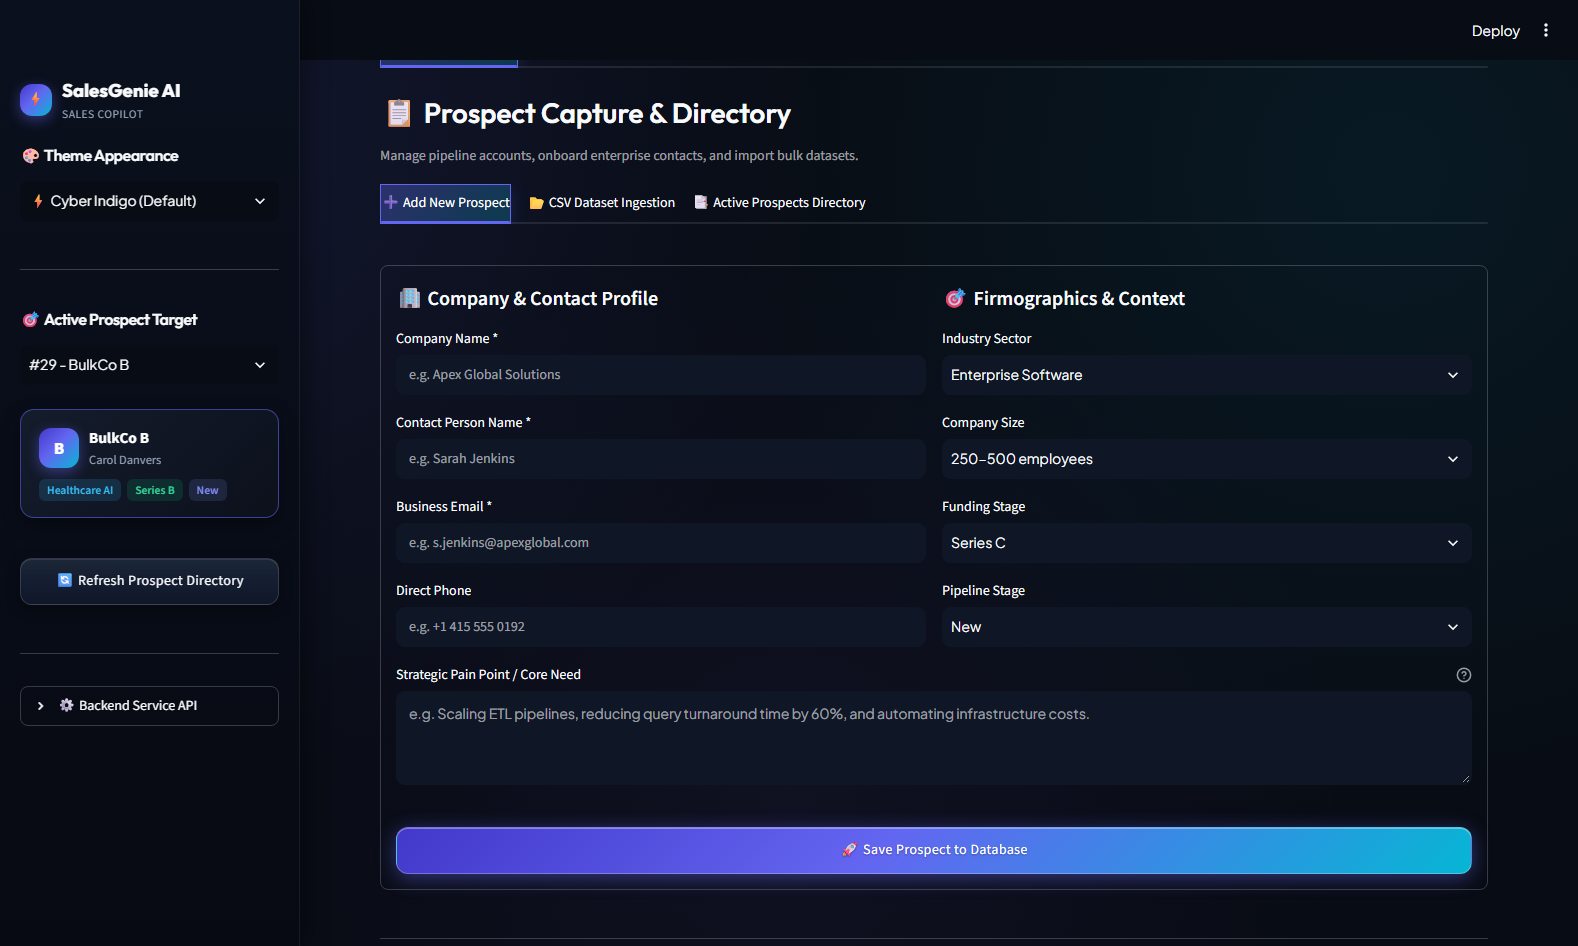 Deploy
SalesGenie AI
SALES COPILOT
Theme Appearance
Cyber Indigo (Default)
Active Prospect Target
#29 - BulkCo B
B
BulkCo B
Carol Danvers
Healthcare AI
Series B
New
Refresh Prospect Directory
Backend Service API
Prospect Capture & Directory
Manage pipeline accounts, onboard enterprise contacts, and import bulk datasets.
Add New Prospect
CSV Dataset Ingestion
Active Prospects Directory
Company & Contact Profile
Company Name *
e.g. Apex Global Solutions
Contact Person Name *
e.g. Sarah Jenkins
Business Email *
e.g. s.jenkins@apexglobal.com
Direct Phone
e.g. +1 415 555 0192
Firmographics & Context
Industry Sector
Enterprise Software
Company Size
250–500 employees
Funding Stage
Series C
Pipeline Stage
New
Strategic Pain Point / Core Need
e.g. Scaling ETL pipelines, reducing query turnaround time by 60%, and automating infrastructure costs.
Save Prospect to Database